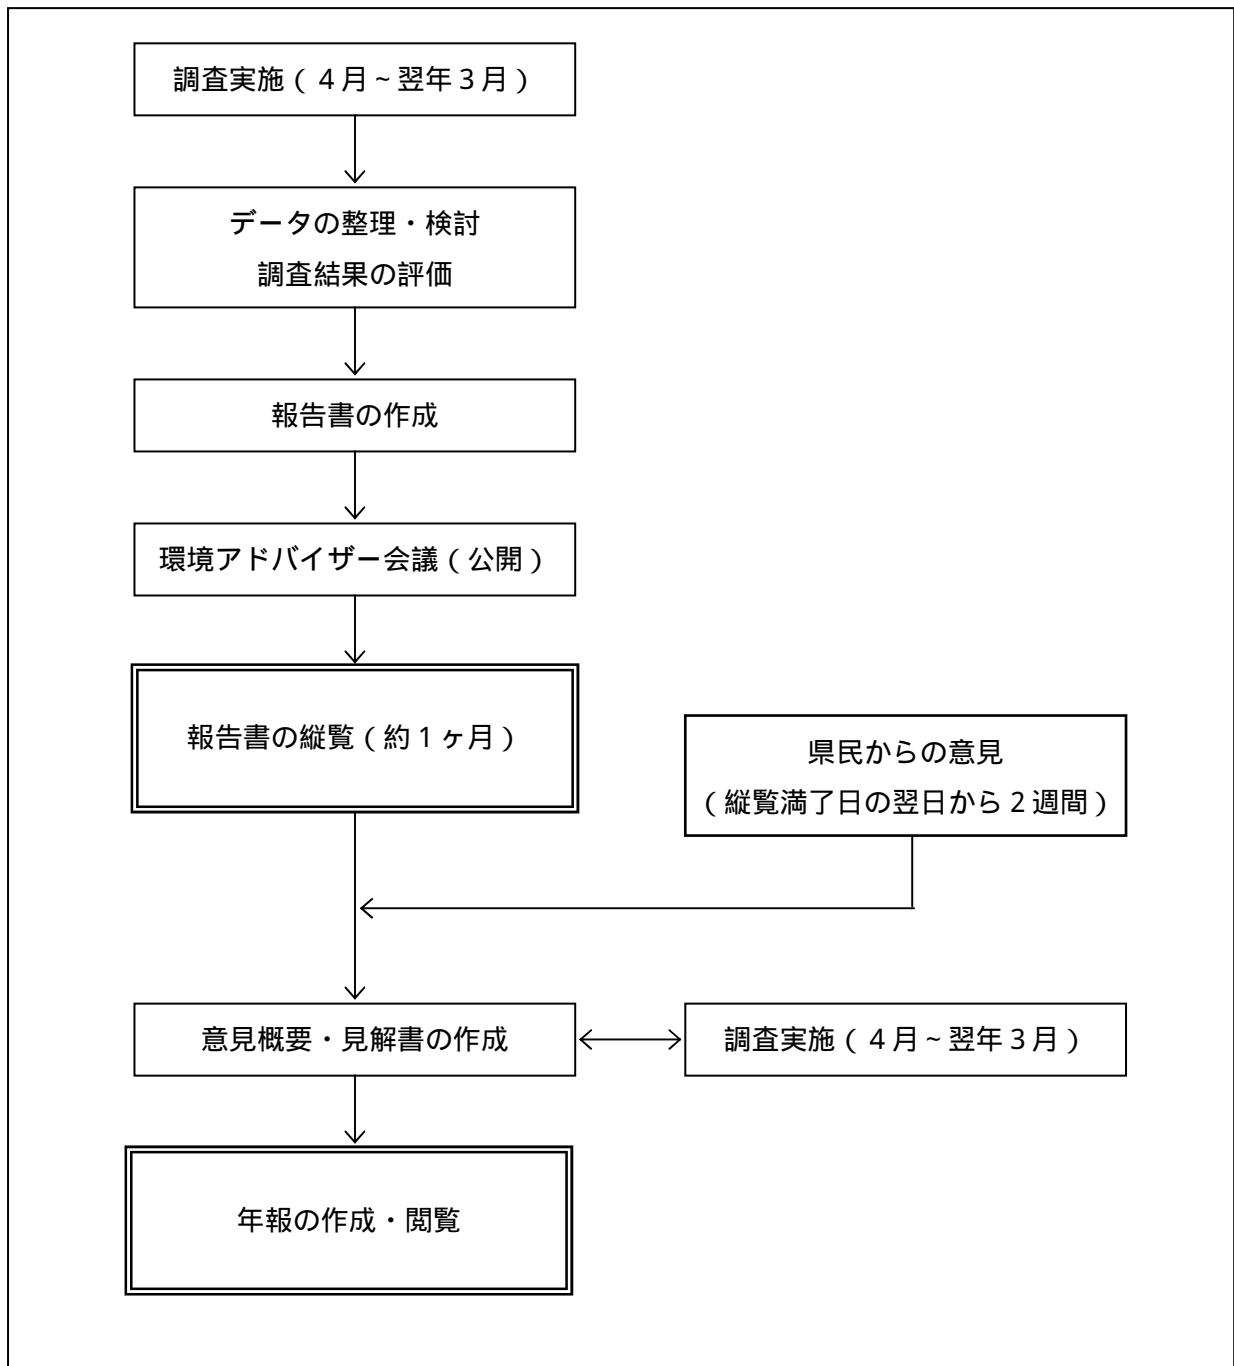 調査実施(4月~翌年3月)
データの整理・検討
調査結果の評価
報告書の作成
環境アドバイザー会議(公開)
報告書の縦覧(約1ヶ月)
県民からの意見
(縦覧満了日の翌日から2週間)
意見概要・見解書の作成
調査実施(4月~翌年3月)
年報の作成・閲覧